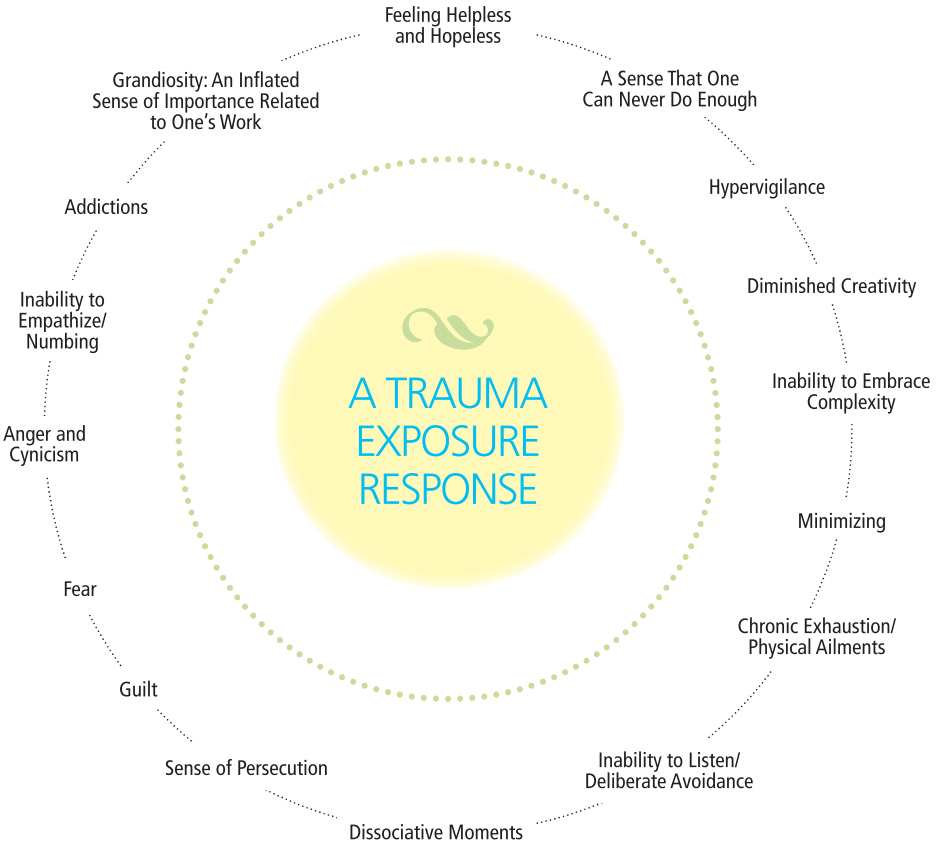 Feeling Helpless
and Hopeless
A Sense That One
Can Never Do Enough
Hypervigilance
Diminished Creativity
Inability to Embrace
Complexity
Minimizing
Chronic Exhaustion/
Physical Ailments
Inability to Listen/
Deliberate Avoidance
Dissociative Moments
Sense of Persecution
Guilt
Fear
Anger and
Cynicism
Inability to
Empathize/
Numbing
Addictions
Grandiosity: An Inflated
Sense of Importance Related
to One’s Work
A TRAUMA
EXPOSURE
RESPONSE